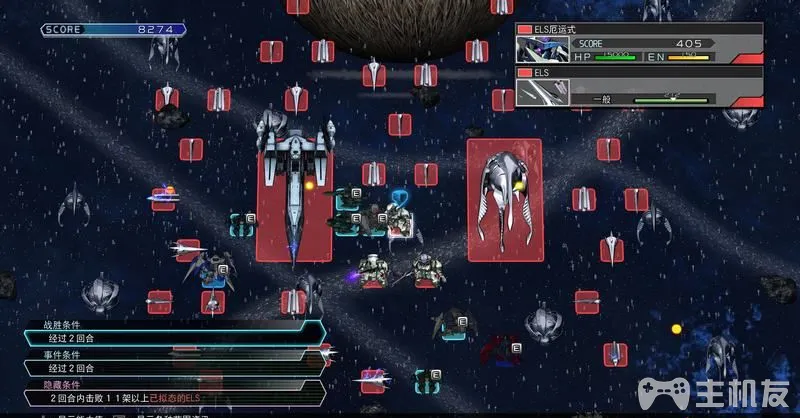 SCORE 8274
ELS厄运式
SCORE 405
HP 15000 EN 150
ELS
一般
E
E
E
E
E
E
E
E
战胜条件
经过2回合
事件条件
经过2回合
隐藏条件
2回合内击败11架以上已拟态的ELS
主机友